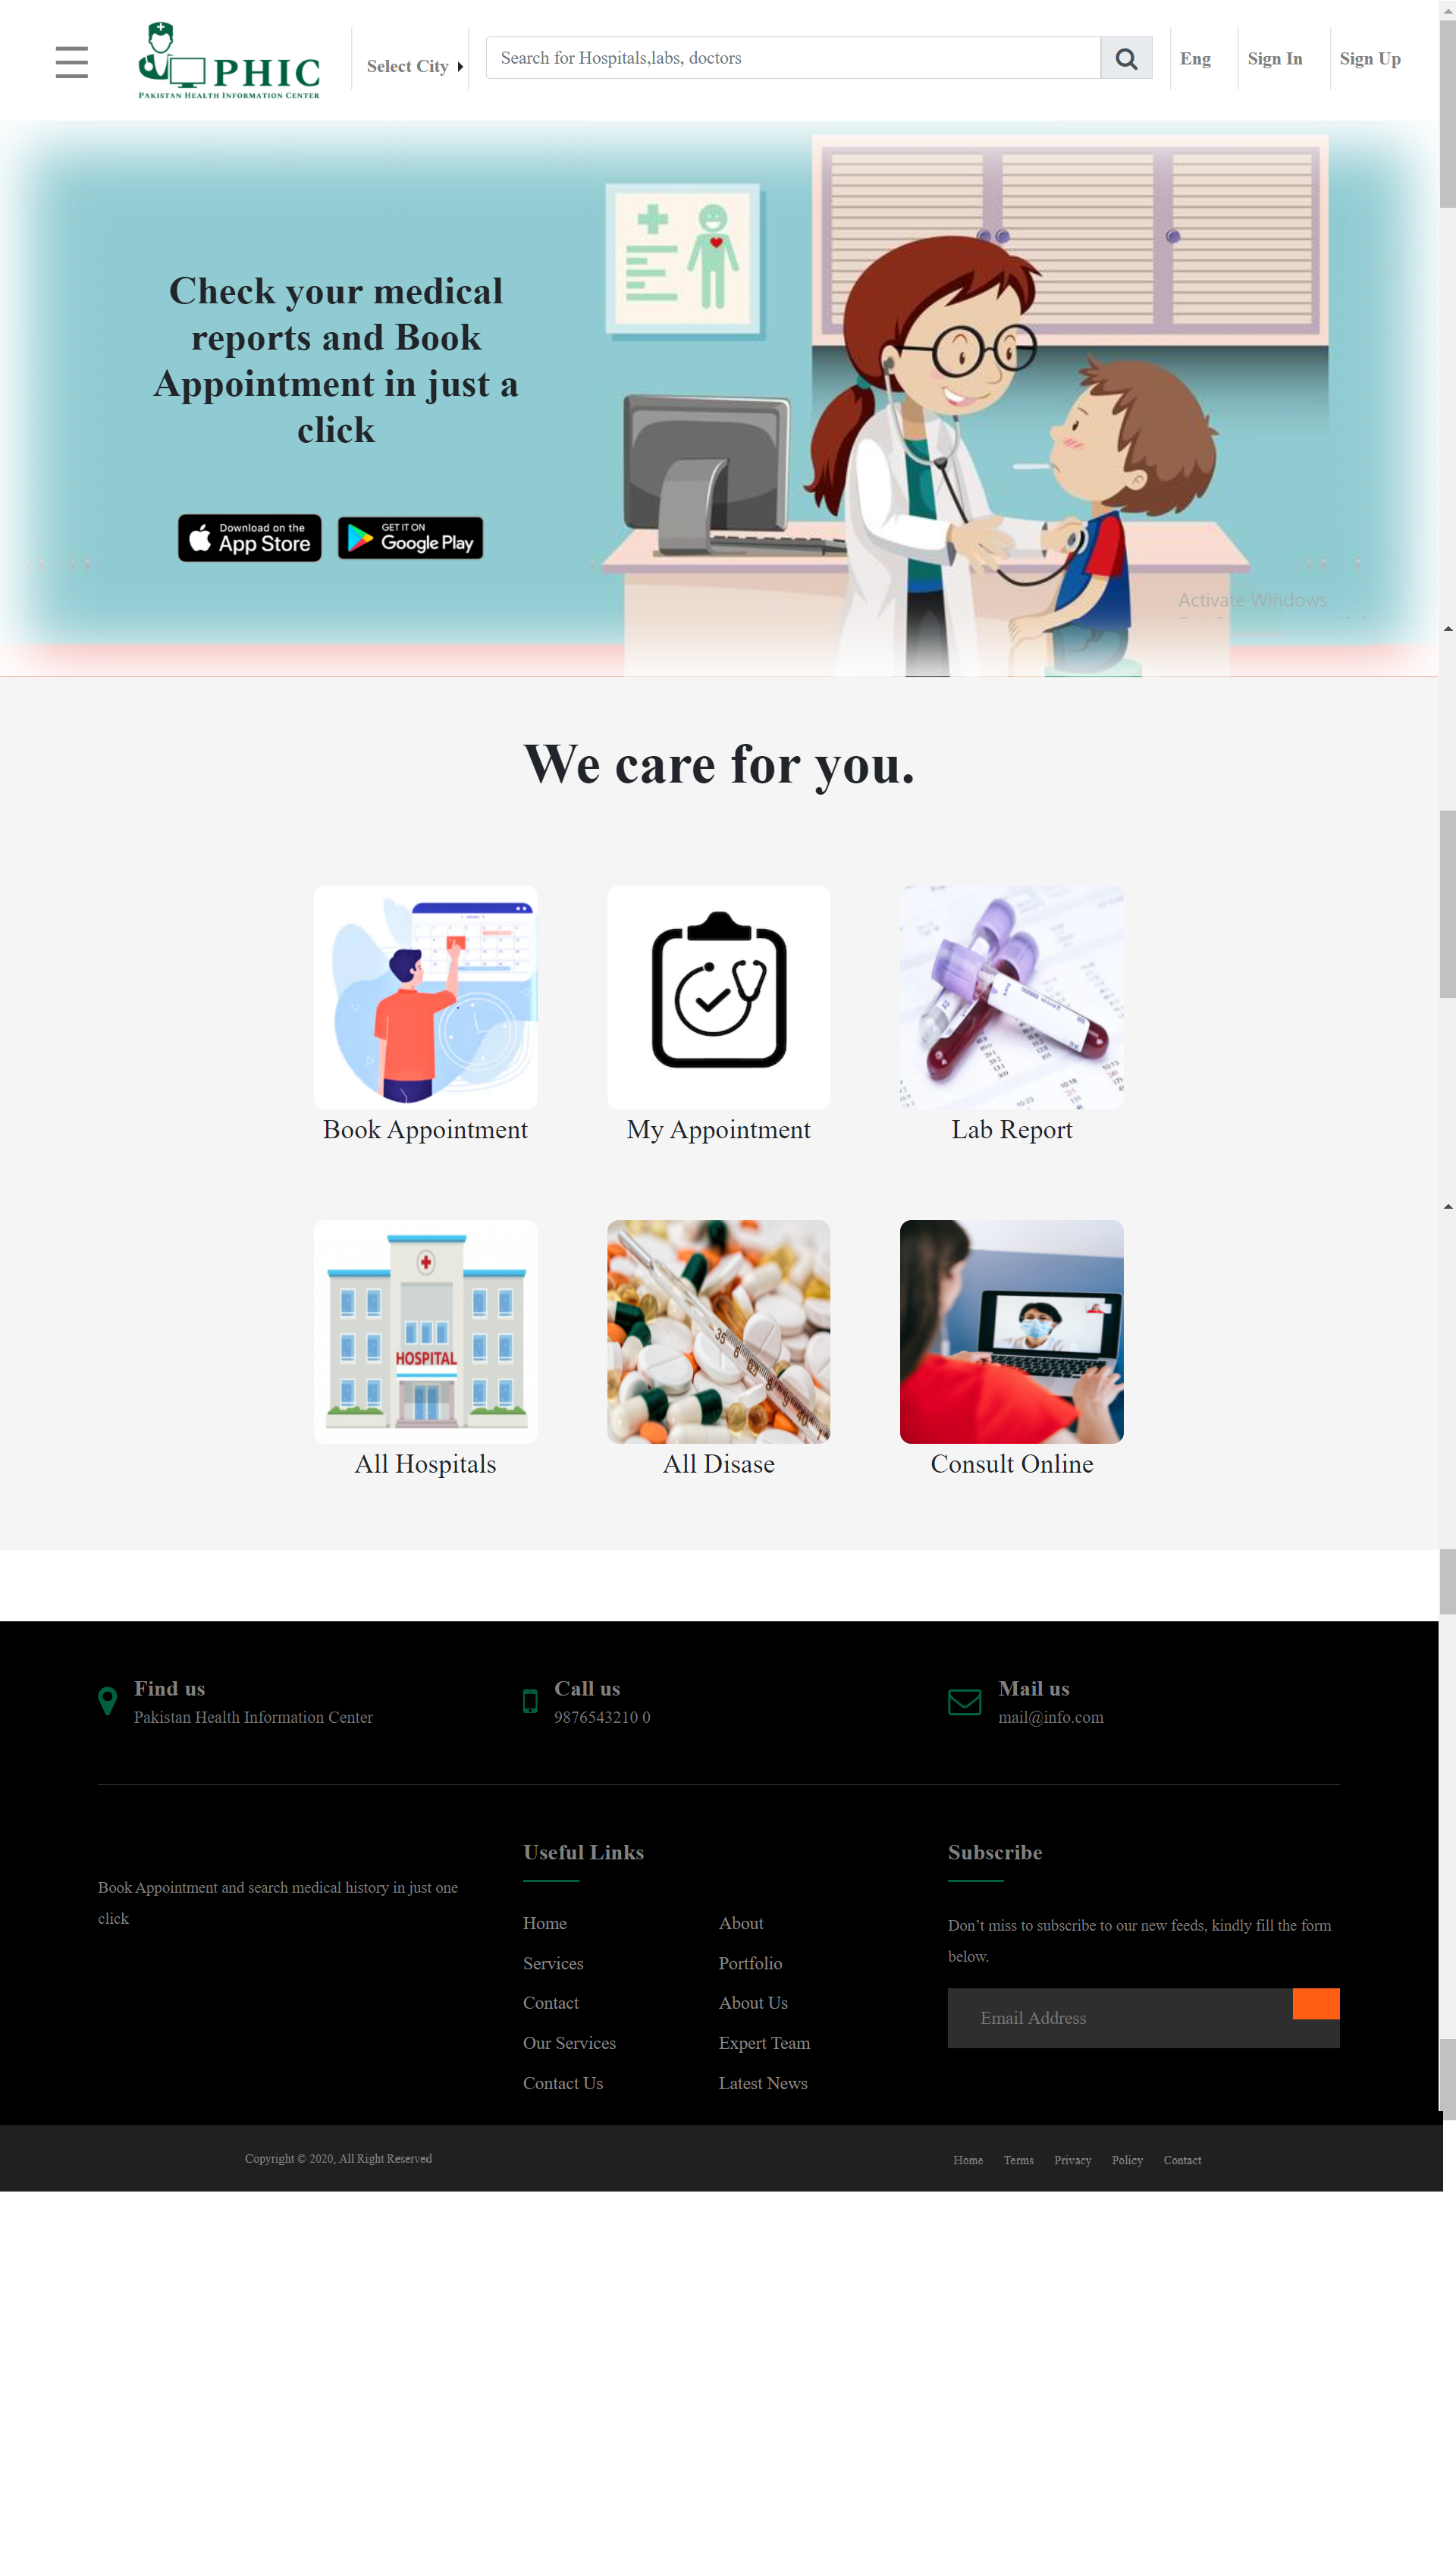 PHIC
PAKISTAN HEALTH INFORMATION CENTER
Select City
Search for Hospitals,labs, doctors
Eng
Sign In
Sign Up
Check your medical
reports and Book
Appointment in just a
click
Download on the
App Store
GET IT ON
Google Play
Activate Windows
We care for you.
Book Appointment
My Appointment
Lab Report
HOSPITAL
All Hospitals
All Disase
Consult Online
Find us
Pakistan Health Information Center
Call us
9876543210 0
Mail us
mail@info.com
Book Appointment and search medical history in just one
click
Useful Links
Home
About
Services
Portfolio
Contact
About Us
Our Services
Expert Team
Contact Us
Latest News
Subscribe
Don’t miss to subscribe to our new feeds, kindly fill the form
below.
Email Address
Copyright © 2020, All Right Reserved
Home
Terms
Privacy
Policy
Contact